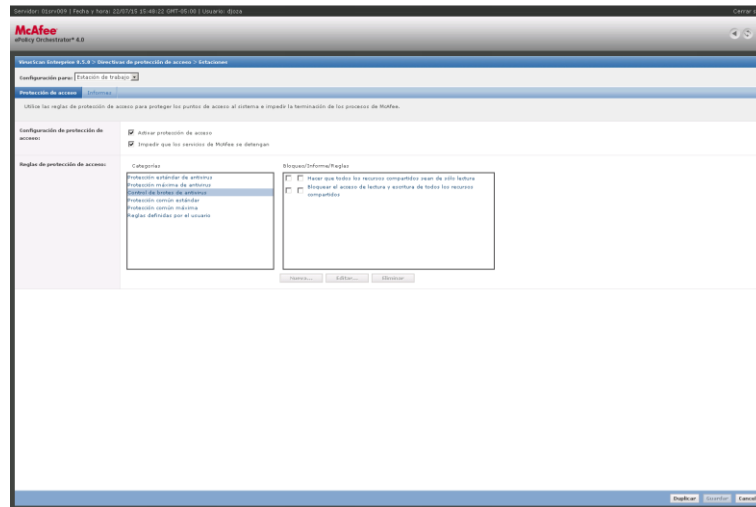 Servidor: 01srv009 | Fecha y hora: 22/07/15 15:48:22 GMT-05:00 | Usuario: djoza
Cerrar
McAfee
ePolicy Orchestrator® 4.0
VirusScan Enterprise 8.5.0 > Directivas de protección de acceso > Estaciones
Configuración para: Estación de trabajo
Protección de acceso
Informes
Utilice las reglas de protección de acceso para proteger los puntos de acceso al sistema e impedir la terminación de los procesos de McAfee.
Configuración de protección de acceso:
Activar protección de acceso
Impedir que los servicios de McAfee se detengan
Reglas de protección de acceso:
Categorías
Protección estándar de antivirus
Protección máxima de antivirus
Control de brotes de antivirus
Protección común estándar
Protección común máxima
Reglas definidas por el usuario
Bloques/Informe/Reglas
Hacer que todos los recursos compartidos sean de sólo lectura
Bloquear el acceso de lectura y escritura de todos los recursos
compartidos
Nueva...
Editar...
Eliminar
Duplicar
Guardar
Cancel